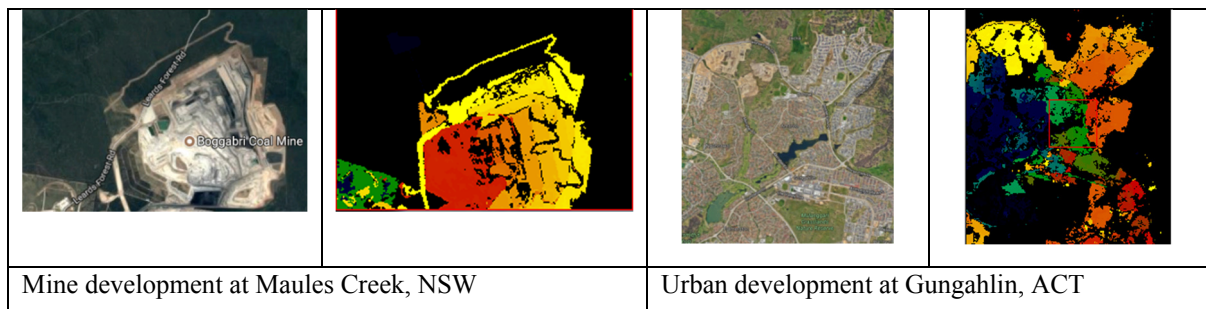 Leards Forest Rd
Boggabri Coal Mine
Leards Forest Rd
Mine development at Maules Creek, NSW
Urban development at Gungahlin, ACT